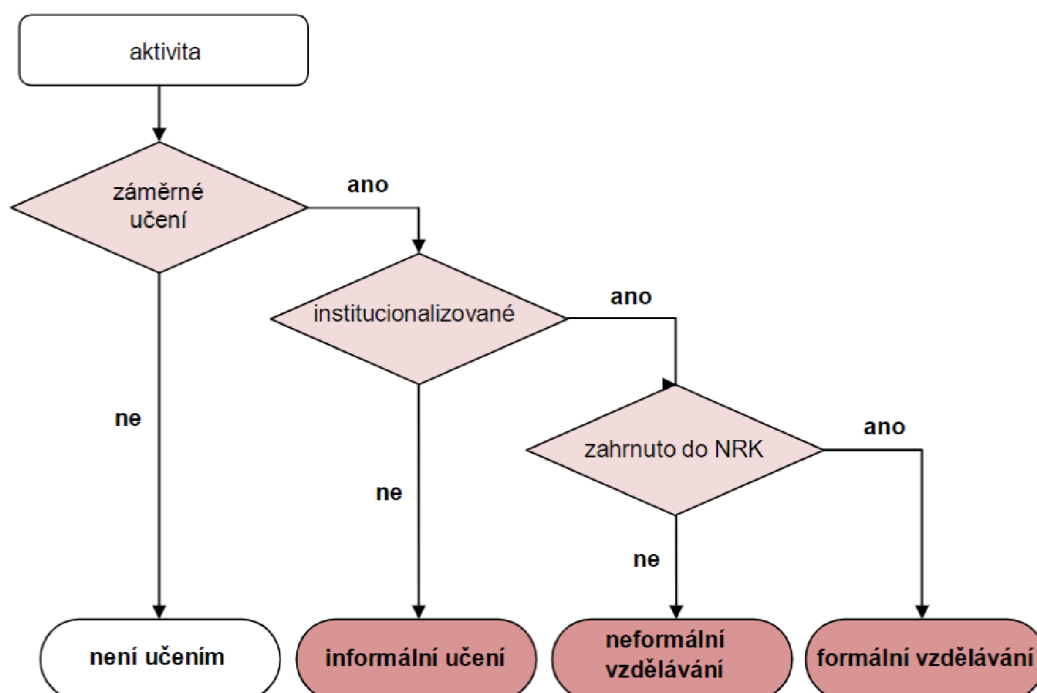 aktivita
záměrné
učení
ano
institucionalizované
ano
ne
zahrnuto do NRK
ano
ne
ne
není učením
informální učení
neformální
vzdělávání
formální vzdělávání